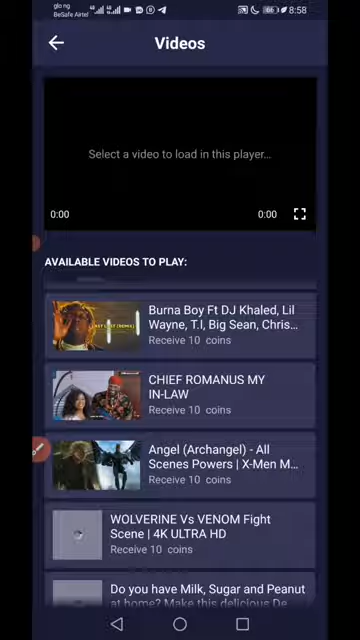 glo ng
BeSafe Airtel
66
8:58
Videos
Select a video to load in this player...
0:00
0:00
AVAILABLE VIDEOS TO PLAY:
Burna Boy Ft DJ Khaled, Lil
Wayne, T.I, Big Sean, Chris...
Receive 10 coins
CHIEF ROMANUS MY
IN-LAW
Receive 10 coins
Angel (Archangel) - All
Scenes Powers | X-Men M...
Receive 10 coins
WOLVERINE Vs VENOM Fight
Scene | 4K ULTRA HD
Receive 10 coins
Do you have Milk, Sugar and Peanut
at home? Make this delicious De